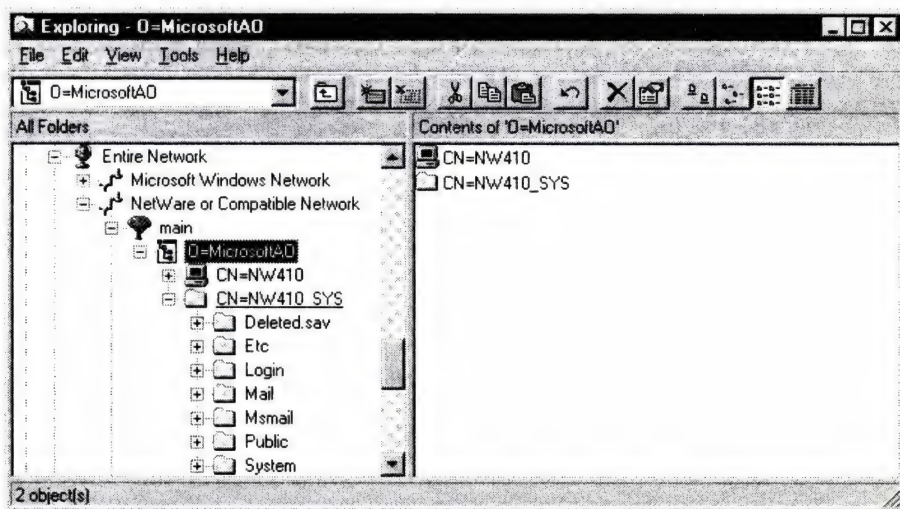 Exploring - O=MicrosoftAO
File Edit View Tools Help
O=MicrosoftAO
All Folders
Contents of 'O=MicrosoftAO'
Entire Network
Microsoft Windows Network
NetWare or Compatible Network
main
O=MicrosoftAO
CN=NW410
CN=NW410_SYS
Deleted.sav
Etc
Login
Mail
Msmail
Public
System
CN=NW410
CN=NW410_SYS
2 object(s)